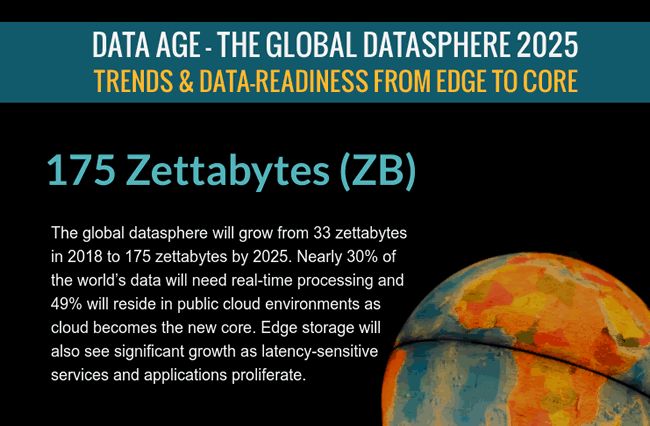 DATA AGE - THE GLOBAL DATASPHERE 2025
TRENDS & DATA-READINESS FROM EDGE TO CORE
175 Zettabytes (ZB)
The global datasphere will grow from 33 zettabytes
in 2018 to 175 zettabytes by 2025. Nearly 30% of
the world’s data will need real-time processing and
49% will reside in public cloud environments as
cloud becomes the new core. Edge storage will
also see significant growth as latency-sensitive
services and applications proliferate.